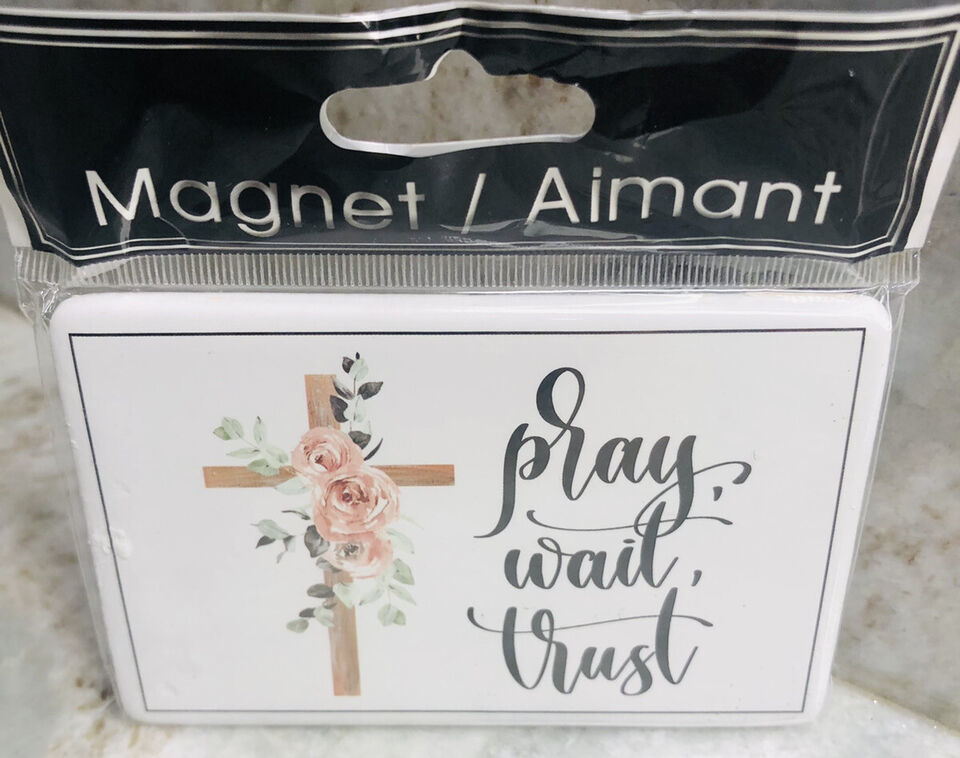 Magnet / Aimant
pray,
wait,
trust